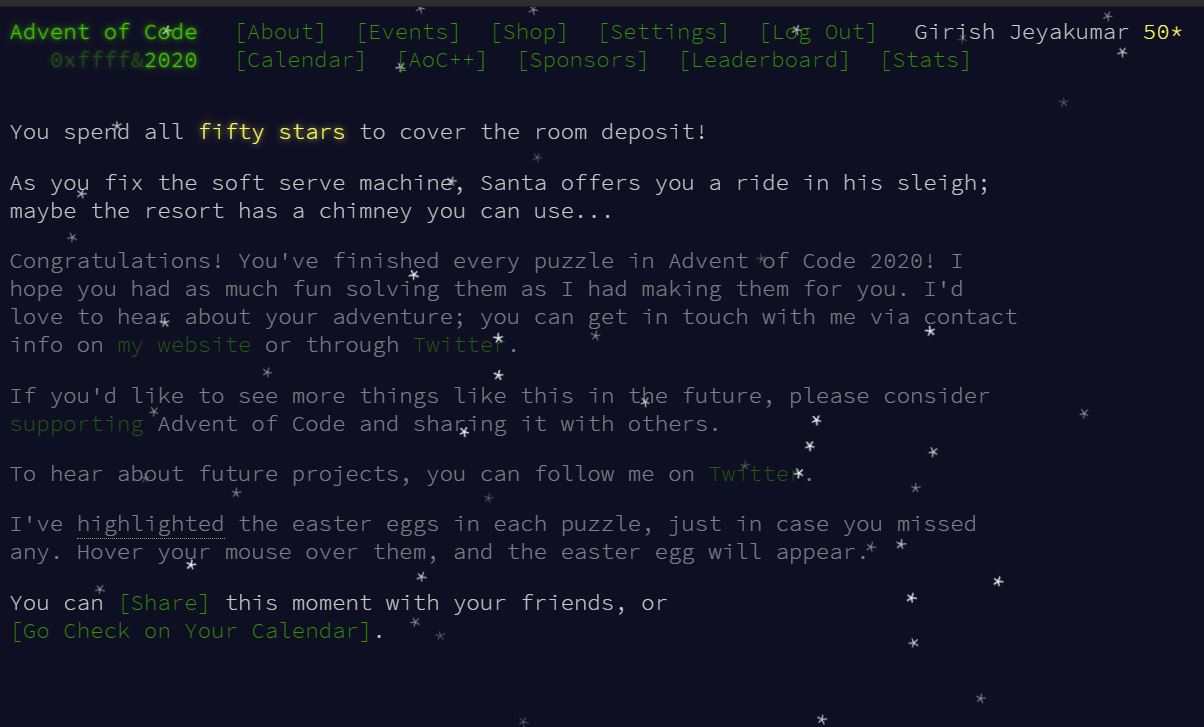 Advent of Code [About] [Events] [Shop] [Settings] [Log Out] Girish Jeyakumar 50*
0xffff&2020 [Calendar] [AoC++] [Sponsors] [Leaderboard] [Stats]
You spend all fifty stars to cover the room deposit!
As you fix the soft serve machine, Santa offers you a ride in his sleigh;
maybe the resort has a chimney you can use...
Congratulations! You've finished every puzzle in Advent of Code 2020! I
hope you had as much fun solving them as I had making them for you. I'd
love to hear about your adventure; you can get in touch with me via contact
info on my website or through Twitter.
If you'd like to see more things like this in the future, please consider
supporting Advent of Code and sharing it with others.
To hear about future projects, you can follow me on Twitter.
I've highlighted the easter eggs in each puzzle, just in case you missed
any. Hover your mouse over them, and the easter egg will appear.
You can [Share] this moment with your friends, or
[Go Check on Your Calendar].